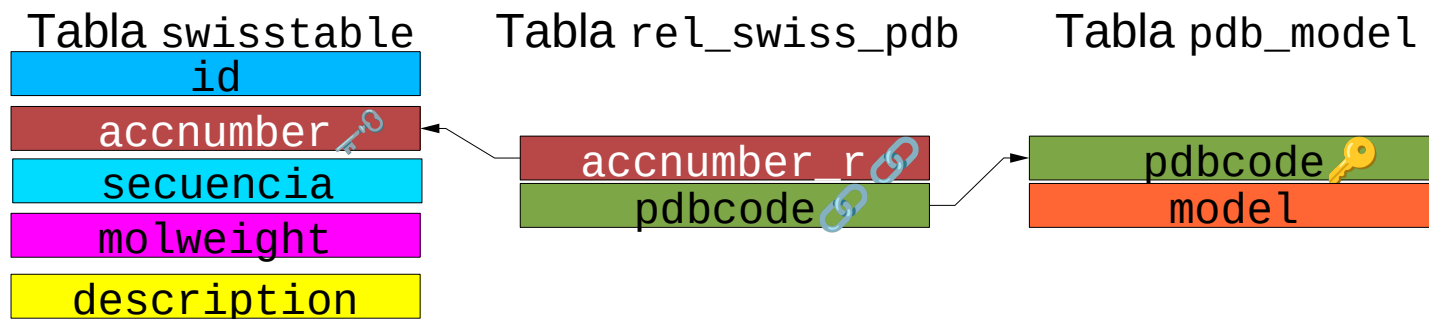 Tabla swisstable
id
accnumber
secuencia
molweight
description
Tabla rel_swiss_pdb
accnumber_r
pdbcode
Tabla pdb_model
pdbcode
model